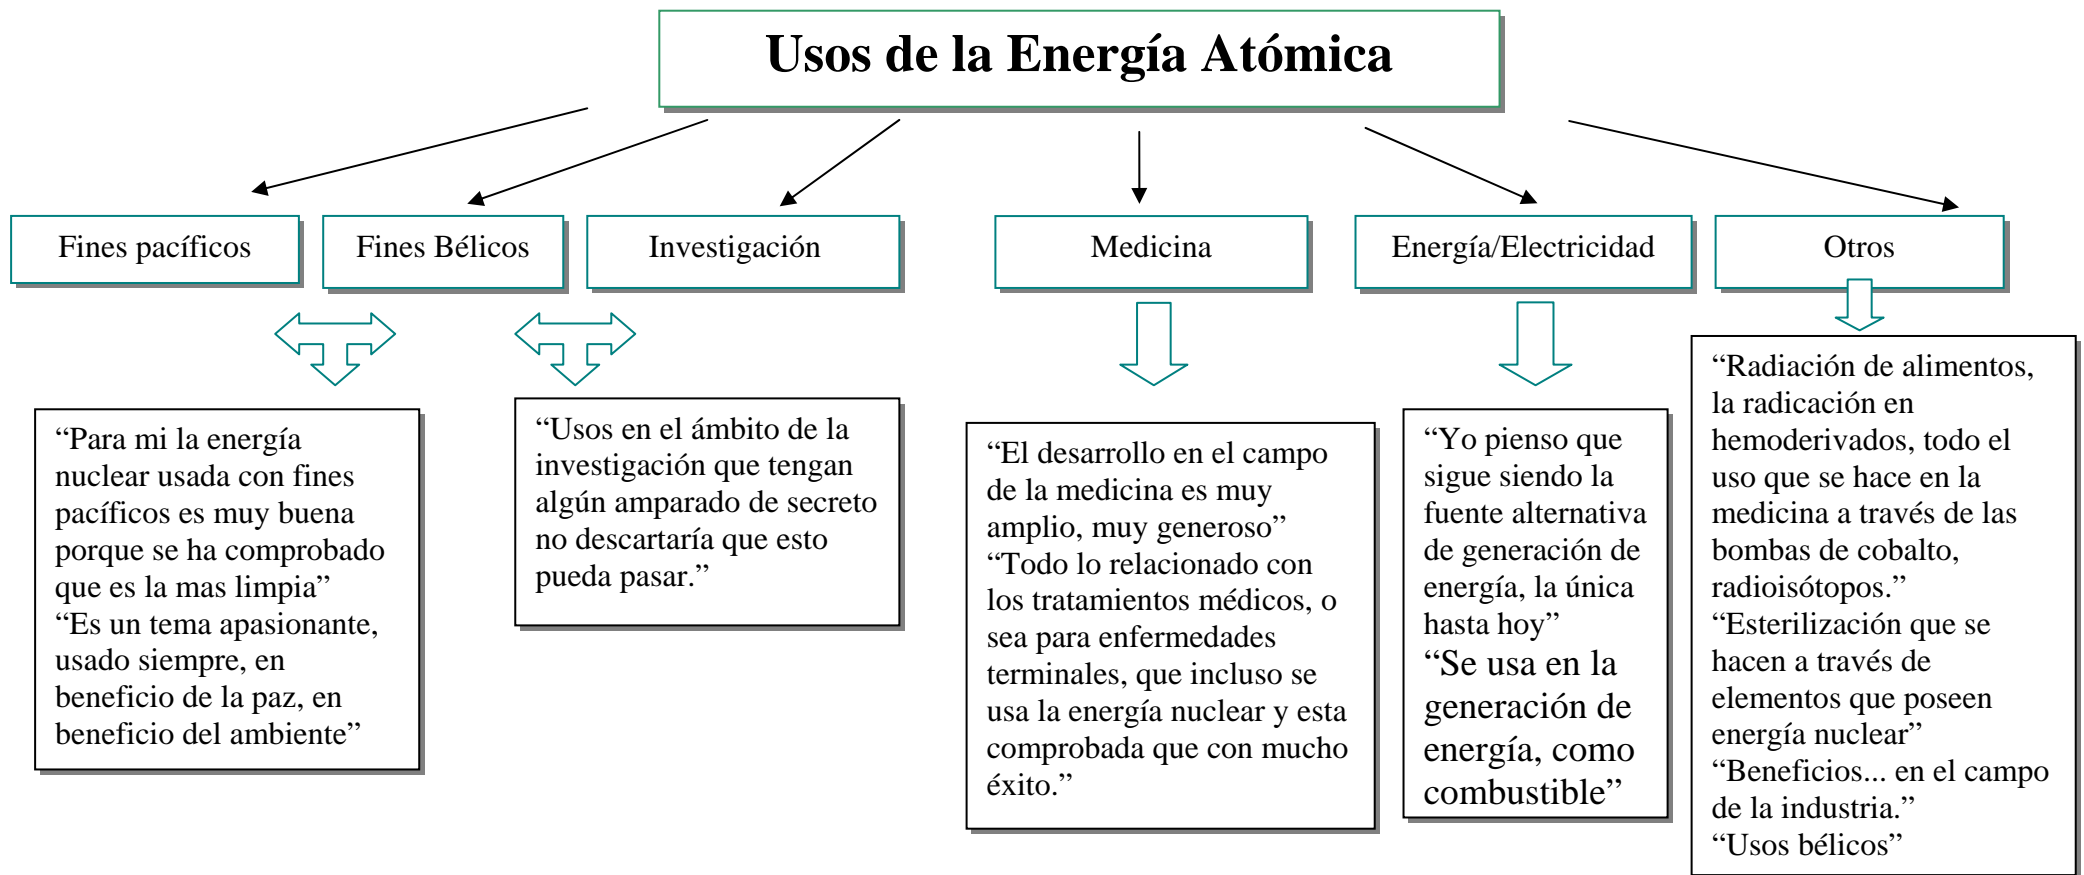 Usos de la Energía Atómica
Fines pacíficos
Fines Bélicos
Investigación
Medicina
Energía/Electricidad
Otros
“Para mi la energía
nuclear usada con fines
pacíficos es muy buena
porque se ha comprobado
que es la mas limpia”
“Es un tema apasionante,
usado siempre, en
beneficio de la paz, en
beneficio del ambiente”
“Usos en el ámbito de la
investigación que tengan
algún amparado de secreto
no descartaría que esto
pueda pasar.”
“El desarrollo en el campo
de la medicina es muy
amplio, muy generoso”
“Todo lo relacionado con
los tratamientos médicos, o
sea para enfermedades
terminales, que incluso se
usa la energía nuclear y esta
comprobada que con mucho
éxito.”
“Yo pienso que
sigue siendo la
fuente alternativa
de generación de
energía, la única
hasta hoy”
“Se usa en la
generación de
energía, como
combustible”
“Radiación de alimentos,
la radicación en
hemoderivados, todo el
uso que se hace en la
medicina a través de las
bombas de cobalto,
radioisótopos.”
“Esterilización que se
hacen a través de
elementos que poseen
energía nuclear”
“Beneficios... en el campo
de la industria.”
“Usos bélicos”